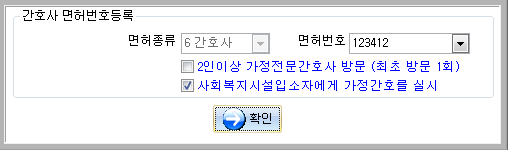 간호사 면허번호등록
면허종류 6 간호사 면허번호 123412
2인이상 가정전문간호사 방문 (최초 방문 1회)
사회복지시설입소자에게 가정간호를 실시
확인